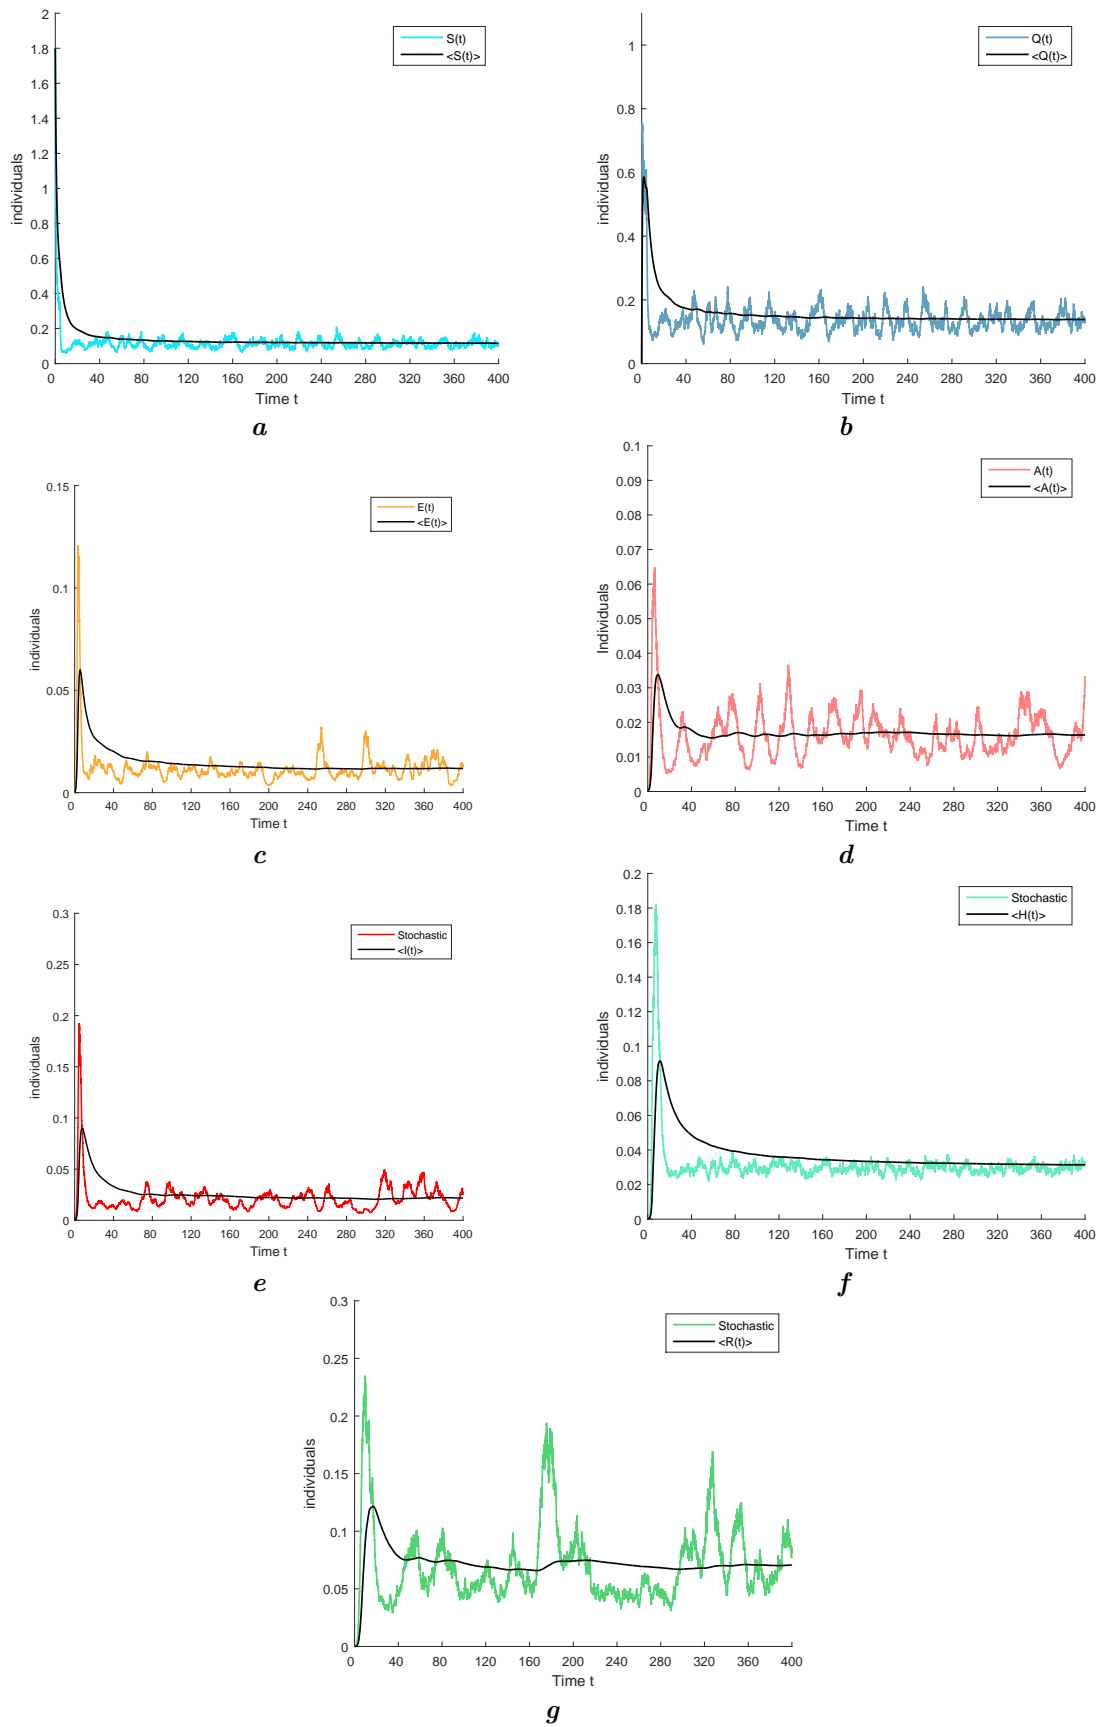 2
1.8
1.6
1.4
1.2
1
0.8
0.6
0.4
0.2
0
individuals
S(t)
<S(t)>
0 40 80 120 160 200 240 280 320 360 400
Time t
a
1
0.8
0.6
0.4
0.2
0
individuals
Q(t)
<Q(t)>
0 40 80 120 160 200 240 280 320 360 400
Time t
b
0.15
0.1
0.05
0
individuals
E(t)
<E(t)>
0 40 80 120 160 200 240 280 320 360 400
Time t
c
0.1
0.09
0.08
0.07
0.06
0.05
0.04
0.03
0.02
0.01
0
Individuals
A(t)
<A(t)>
0 40 80 120 160 200 240 280 320 360 400
Time t
d
0.3
0.25
0.2
0.15
0.1
0.05
0
individuals
Stochastic
<I(t)>
0 40 80 120 160 200 240 280 320 360 400
Time t
e
0.2
0.18
0.16
0.14
0.12
0.1
0.08
0.06
0.04
0.02
0
individuals
Stochastic
<H(t)>
0 40 80 120 160 200 240 280 320 360 400
Time t
f
0.3
0.25
0.2
0.15
0.1
0.05
0
individuals
Stochastic
<R(t)>
0 40 80 120 160 200 240 280 320 360 400
Time t
g